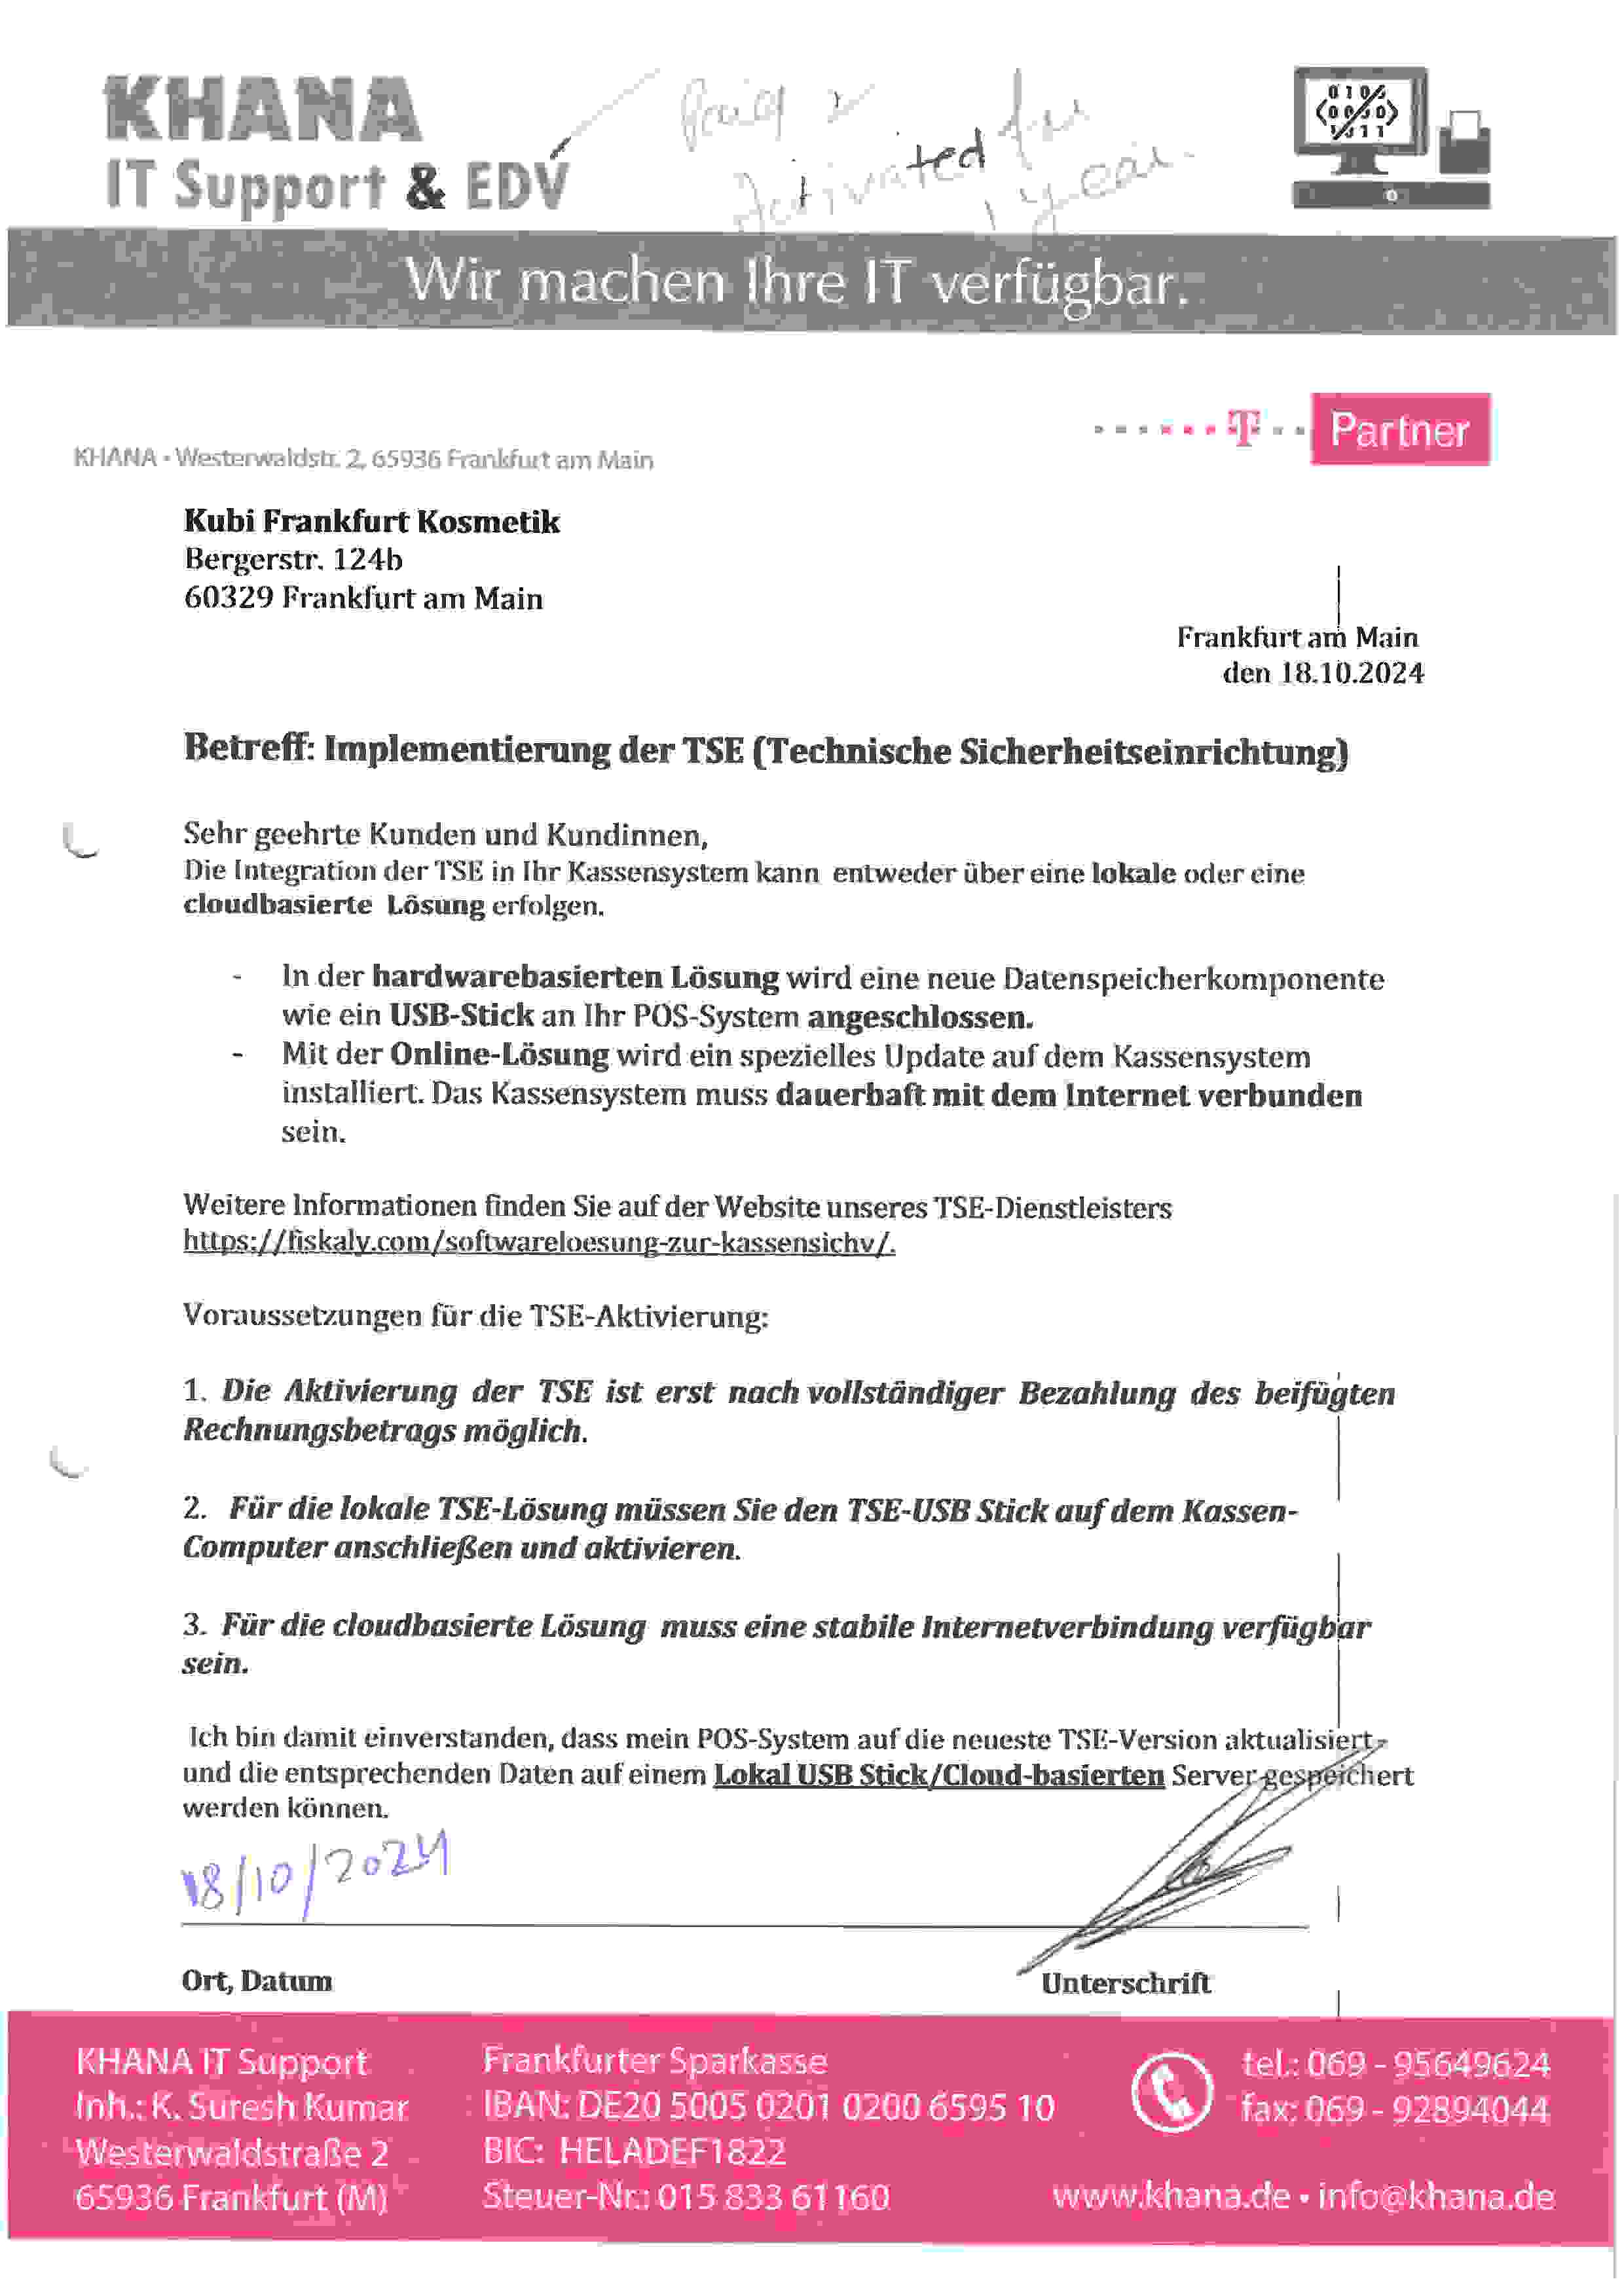 KHANA
IT Support & EDV
Paid &
Activated for
1 year.
0101
0010
1011
Wir machen Ihre IT verfügbar.
T Partner
KHANA • Westerwaldstr. 2, 65936 Frankfurt am Main
Kubi Frankfurt Kosmetik
Bergerstr. 124b
60329 Frankfurt am Main
Frankfurt am Main
den 18.10.2024
Betreff: Implementierung der TSE (Technische Sicherheitseinrichtung)
Sehr geehrte Kunden und Kundinnen,
Die Integration der TSE in Ihr Kassensystem kann entweder über eine lokale oder eine
cloudbasierte Lösung erfolgen.
- In der hardwarebasierten Lösung wird eine neue Datenspeicherkomponente
wie ein USB-Stick an Ihr POS-System angeschlossen.
- Mit der Online-Lösung wird ein spezielles Update auf dem Kassensystem
installiert. Das Kassensystem muss dauerhaft mit dem Internet verbunden
sein.
Weitere Informationen finden Sie auf der Website unseres TSE-Dienstleisters
https://fiskaly.com/softwareloesung-zur-kassensichv/.
Voraussetzungen für die TSE-Aktivierung:
1. Die Aktivierung der TSE ist erst nach vollständiger Bezahlung des beifügten
Rechnungsbetrags möglich.
2. Für die lokale TSE-Lösung müssen Sie den TSE-USB Stick auf dem Kassen-
Computer anschließen und aktivieren.
3. Für die cloudbasierte Lösung muss eine stabile Internetverbindung verfügbar
sein.
Ich bin damit einverstanden, dass mein POS-System auf die neueste TSE-Version aktualisiert
und die entsprechenden Daten auf einem Lokal USB Stick/Cloud-basierten Server gespeichert
werden können.
18/10/2024
Ort, Datum
Unterschrift
KHANA IT Support
Inh.: K. Suresh Kumar
Westerwaldstraße 2
65936 Frankfurt (M)
Frankfurter Sparkasse
IBAN: DE20 5005 0201 0200 6595 10
BIC: HELADEF1822
Steuer-Nr.: 015 833 61160
tel.: 069 - 95649624
fax: 069 - 92894044
www.khana.de • info@khana.de